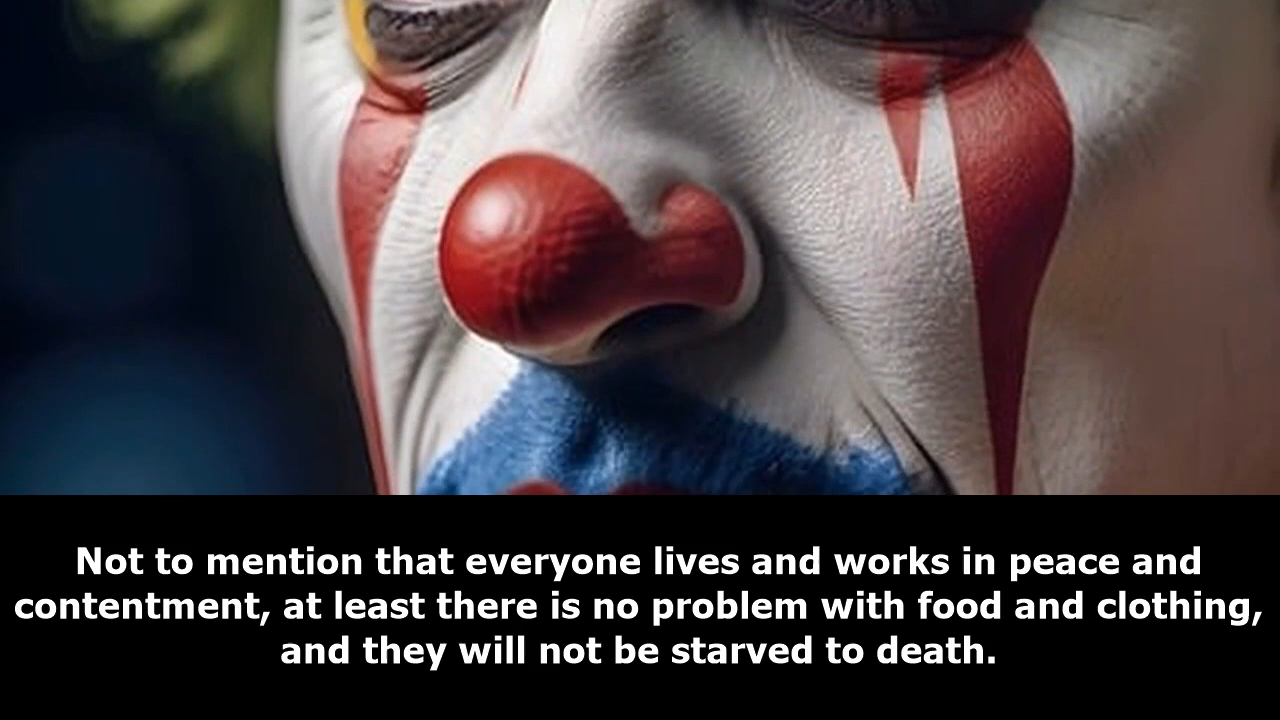 Not to mention that everyone lives and works in peace and
contentment, at least there is no problem with food and clothing,
and they will not be starved to death.